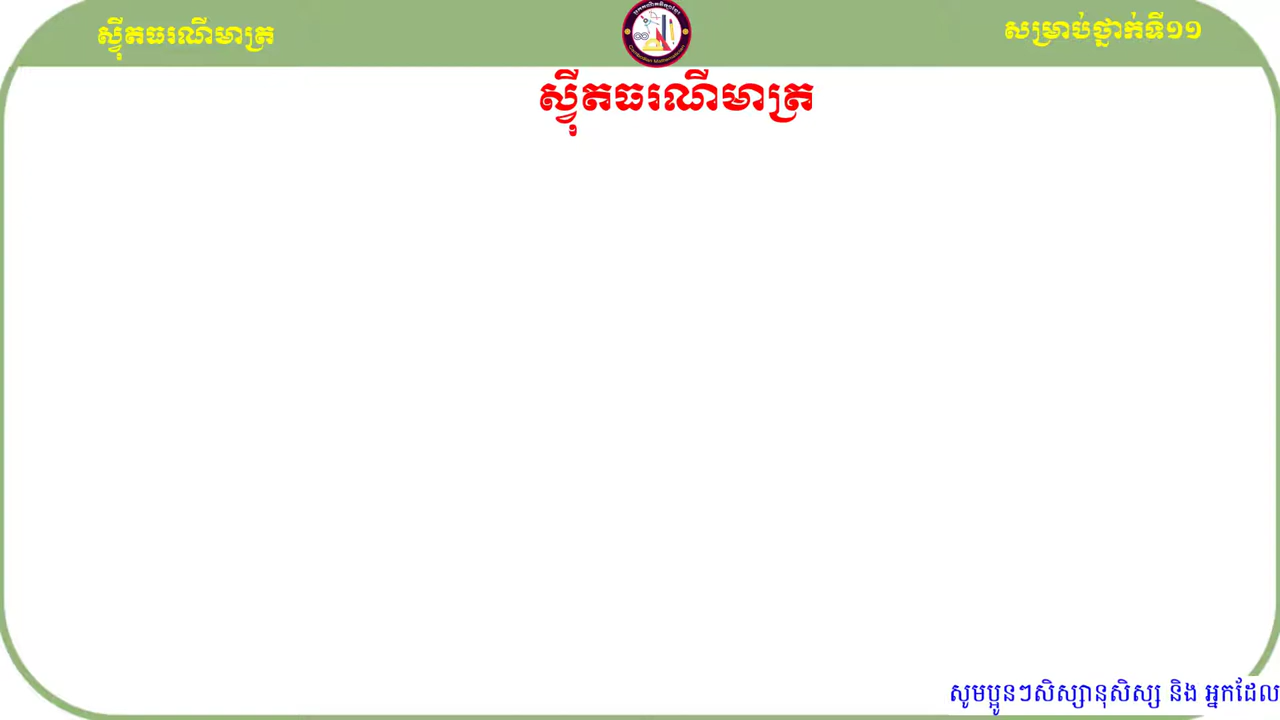 ស្វ៊ីតធរណីមាត្រ
សម្រាប់ថ្នាក់ទី១១
ស្វ៊ីតធរណីមាត្រ
Cambodian Mathematician
សូមប្អូនៗសិស្សានុសិស្ស និង អ្នកដែល